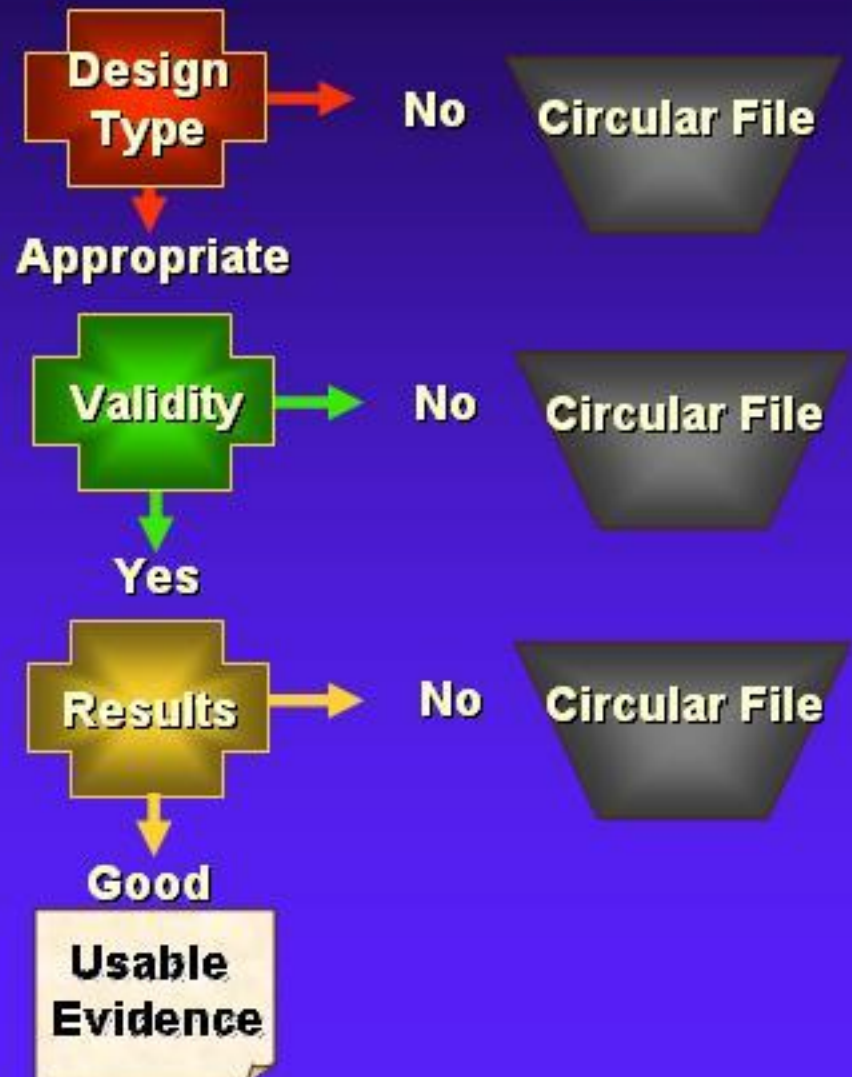 Design
Type
No
Circular File
Appropriate
Validity
No
Circular File
Yes
Results
No
Circular File
Good
Usable
Evidence